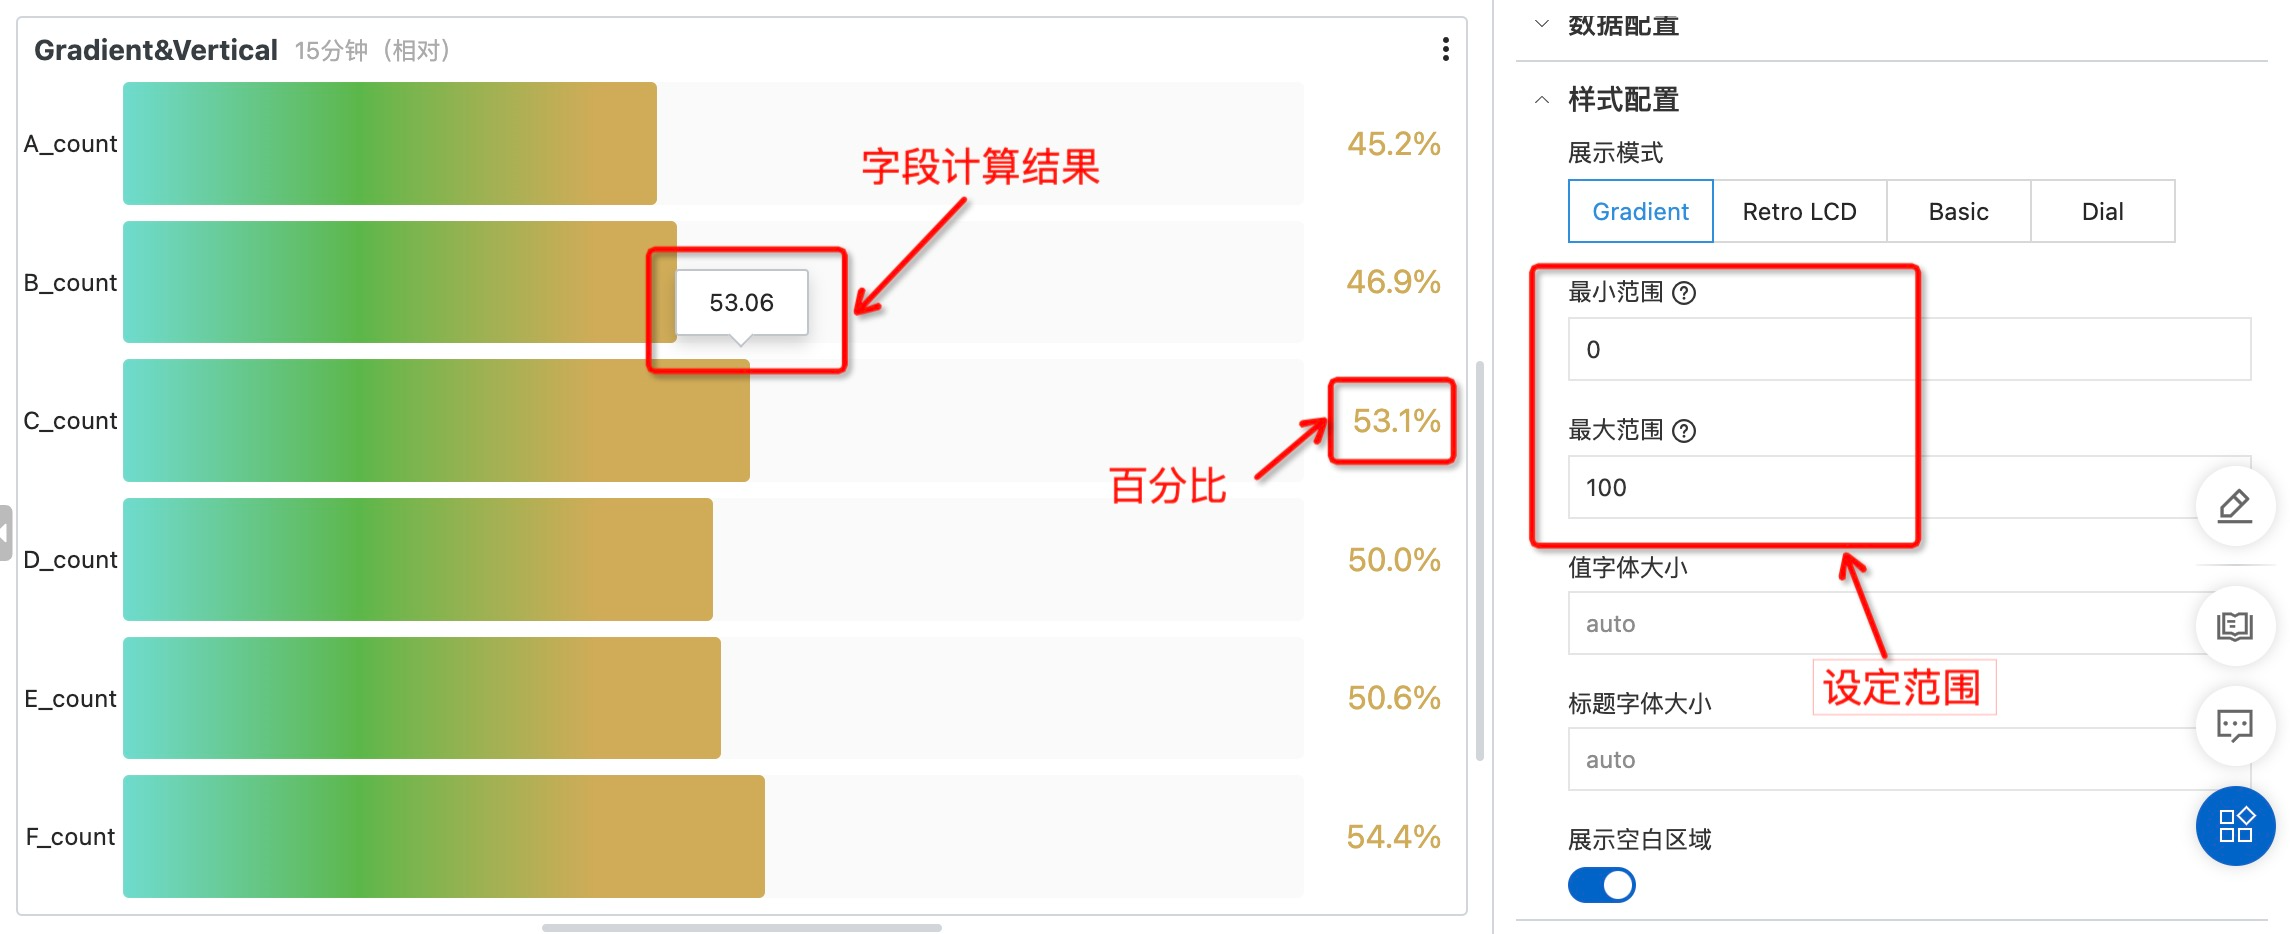 Gradient&Vertical 15分钟（相对）
A_count
45.2%
字段计算结果
B_count
46.9%
53.06
C_count
53.1%
百分比
D_count
50.0%
E_count
50.6%
F_count
54.4%
数据配置
样式配置
展示模式
Gradient
Retro LCD
Basic
Dial
最小范围
0
最大范围
100
值字体大小
auto
设定范围
标题字体大小
auto
展示空白区域